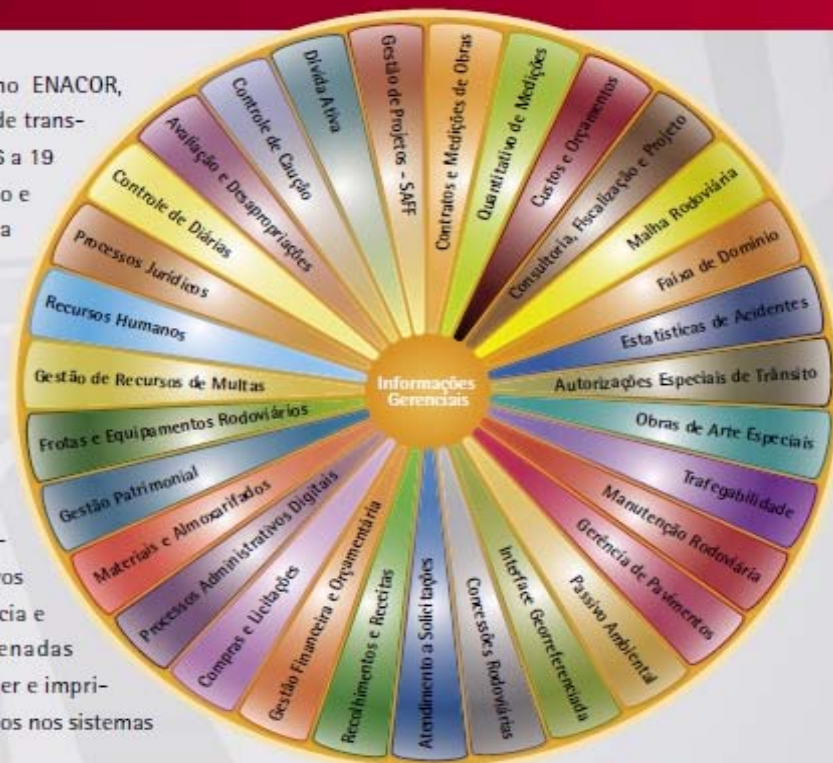 no ENACOR,
de trans-
a 19
o e
a
-
os
cia e
enadas
er e impri-
os nos sistemas
Informações
Gerenciais
Contratos e Medições de Obras
Quantitativo de Medições
Custos e Orçamentos
Consultoria, Fiscalização e Projeto
Malha Rodoviária
Faixa de Domínio
Estatísticas de Acidentes
Autorizações Especiais de Trânsito
Obras de Arte Especiais
Trafegabilidade
Manutenção Rodoviária
Gerência de Pavimentos
Passivo Ambiental
Interface Georreferenciada
Concessões Rodoviárias
Atendimento a Solicitações
Recolhimentos e Receitas
Gestão Financeira e Orçamentária
Compras e Licitações
Processos Administrativos Digitais
Materiais e Almoxarifados
Gestão Patrimonial
Frotas e Equipamentos Rodoviários
Gestão de Recursos de Multas
Recursos Humanos
Processos Jurídicos
Controle de Diárias
Avaliação e Desapropriações
Controle de Caução
Dívida Ativa
Gestão de Projetos - SAFF